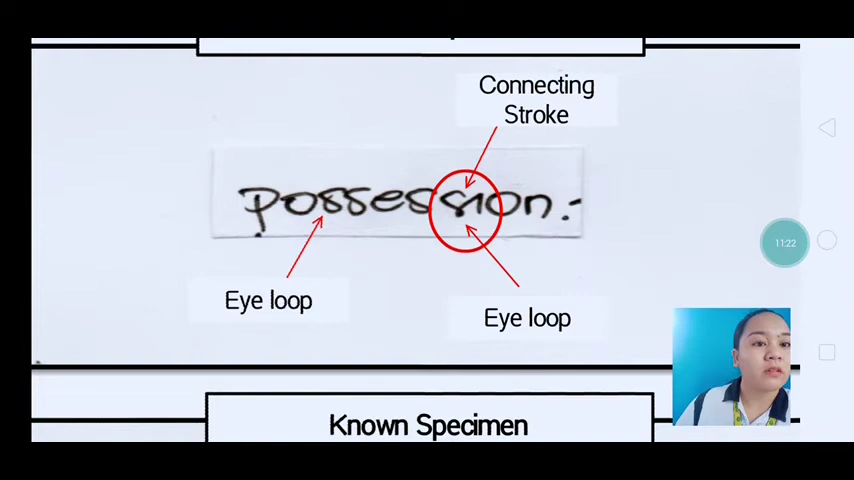 Connecting
Stroke
possession.-
Eye loop
Eye loop
11:22
Known Specimen